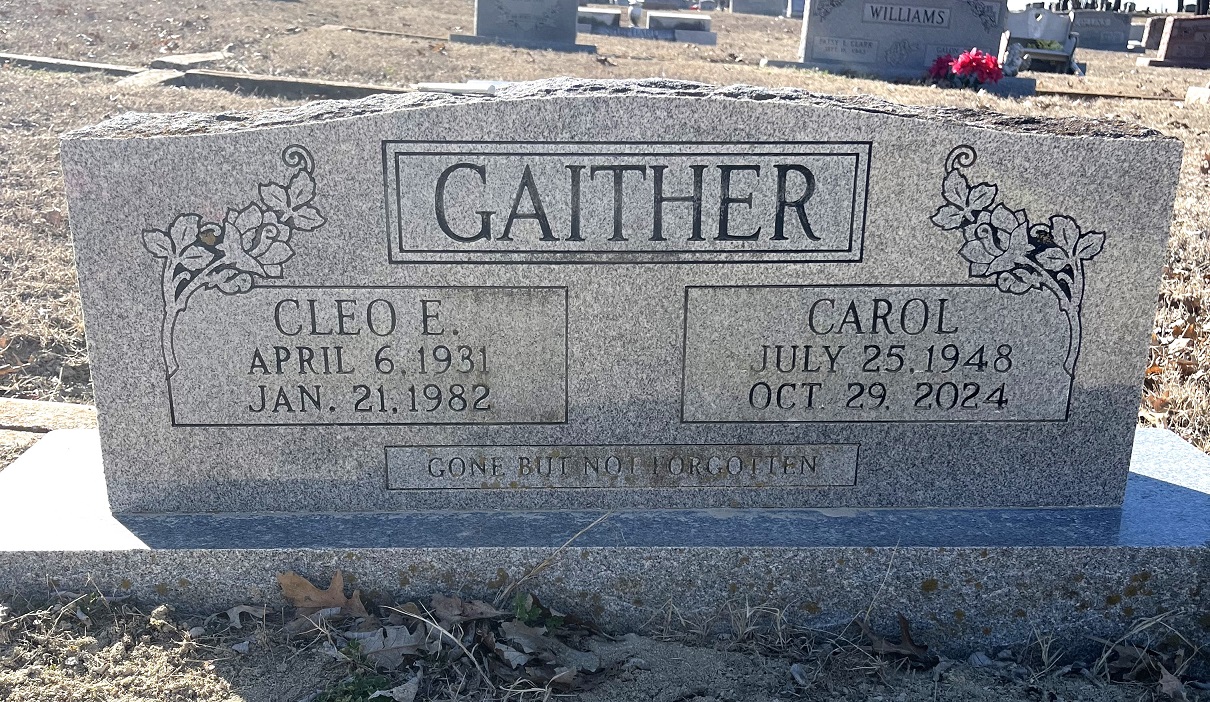 WILLIAMS
GAITHER
CLEO E.
APRIL 6, 1931
JAN. 21, 1982
CAROL
JULY 25, 1948
OCT. 29, 2024
GONE BUT NOT FORGOTTEN